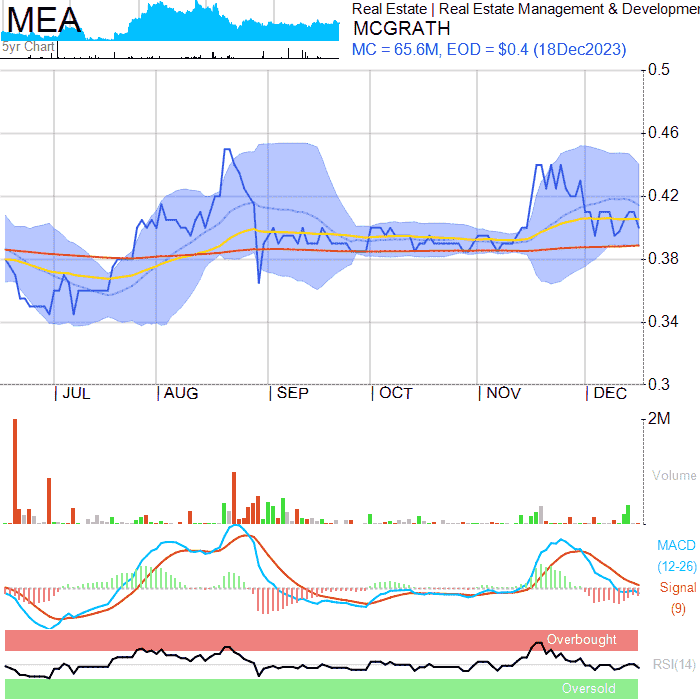 MEA
5yr Chart
Real Estate | Real Estate Management & Developmen
MCGRATH
MC = 65.6M, EOD = $0.4 (18Dec2023)
0.5
0.46
0.42
0.38
0.34
0.3
JUL AUG SEP OCT NOV DEC
2M
Volume
MACD
(12-26)
Signal
(9)
Overbought
RSI(14)
Oversold